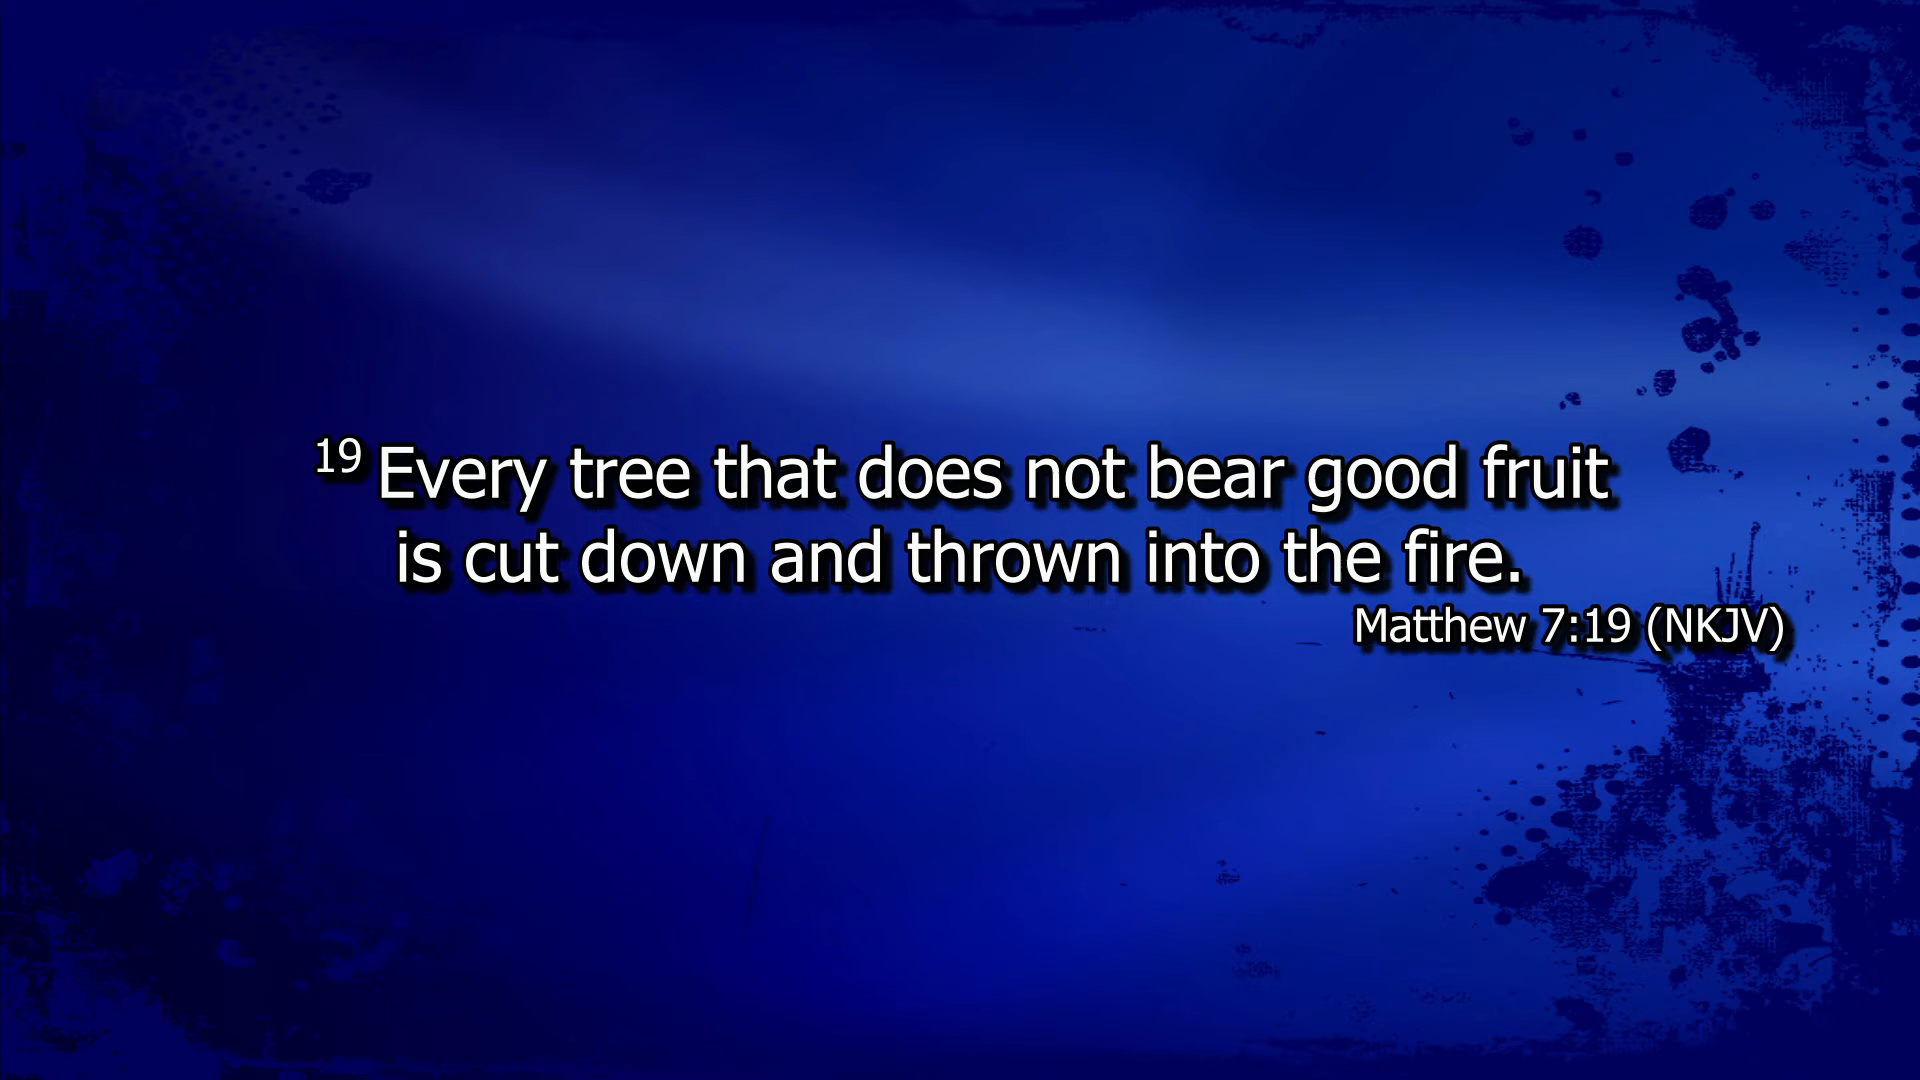 19 Every tree that does not bear good fruit
is cut down and thrown into the fire.
Matthew 7:19 (NKJV)